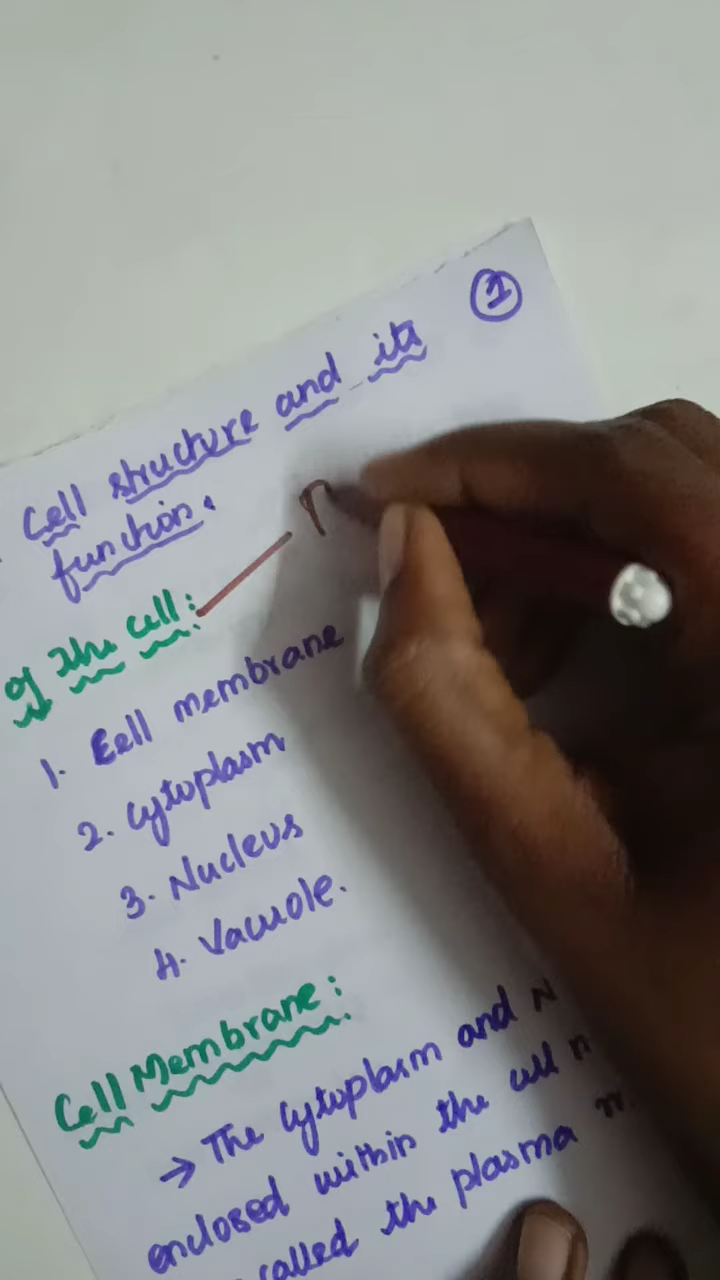 1
Cell structure and its
function.
of the cell:
1. Cell membrane
2. Cytoplasm
3. Nucleus
4. Vacuole.
Cell Membrane:
→ The cytoplasm and N
enclosed within the cell m
called the plasma m